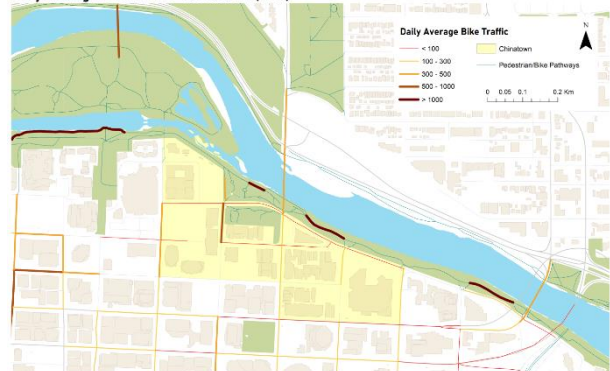 Daily Average Bike Traffic
N
< 100
100 - 300
300 - 500
500 - 1000
> 1000
Chinatown
Pedestrian/Bike Pathways
0 0.05 0.1 0.2 Km